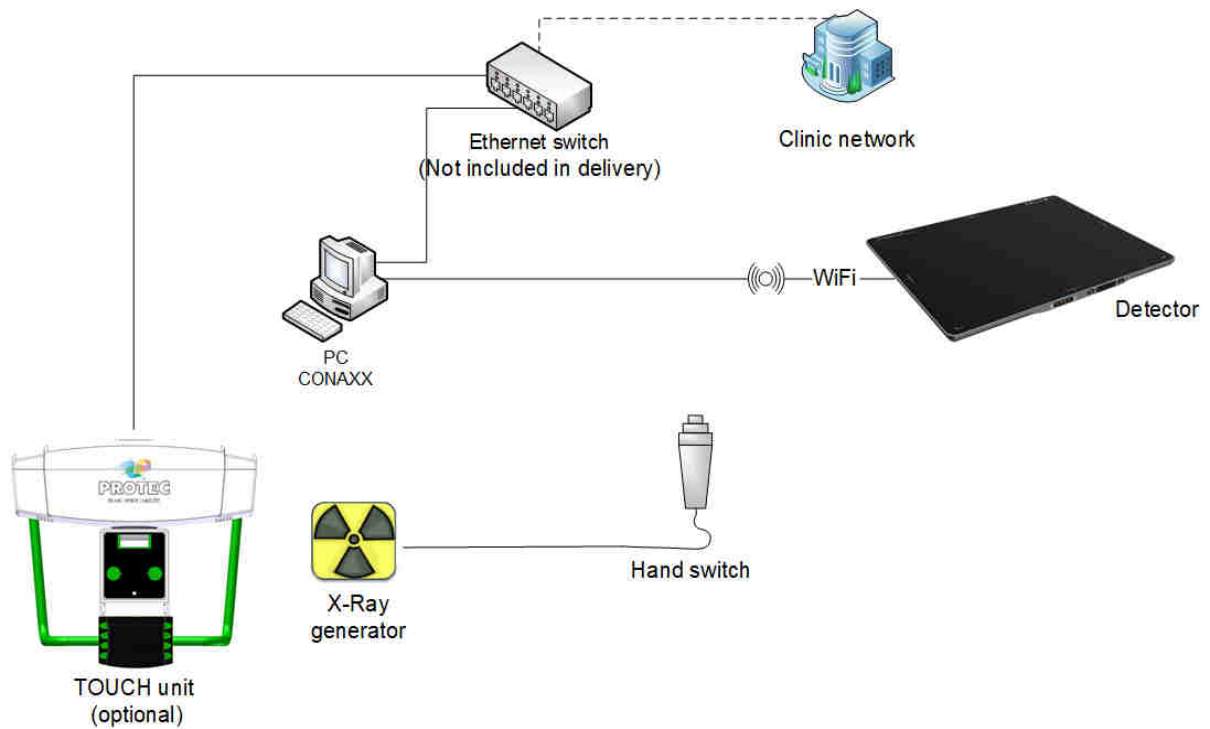 Ethernet switch
(Not included in delivery)
Clinic network
WiFi
Detector
PC
CONAXX
PROTEC
Hand switch
X-Ray
generator
TOUCH unit
(optional)